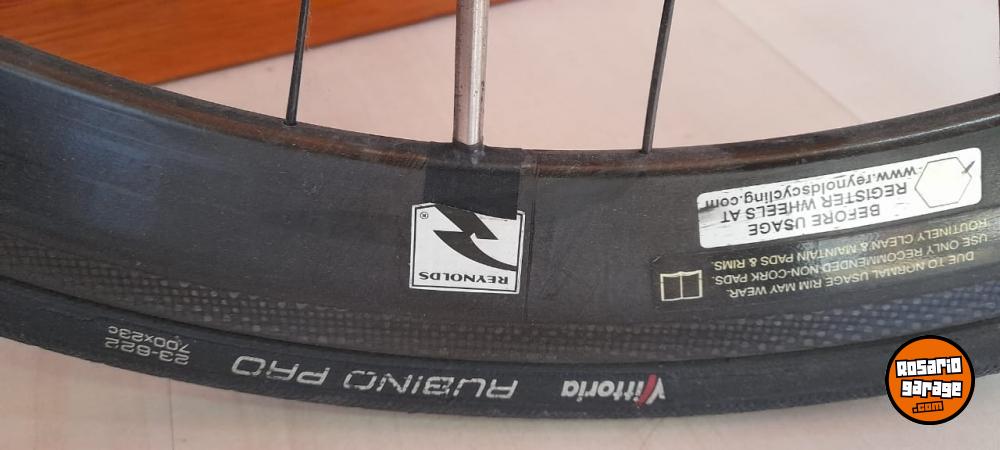 BEFORE USAGE
REGISTER WHEELS AT
www.reynoldscycling.com
DUE TO NORMAL USAGE RIM MAY WEAR.
USE ONLY RECOMMENDED NON-CORK PADS.
ROUTINELY CLEAN & MAINTAIN PADS & RIMS.
REYNOLDS
®
Vittoria RUBINO PRO
23-622
700x23c
Rosario
garage
.com